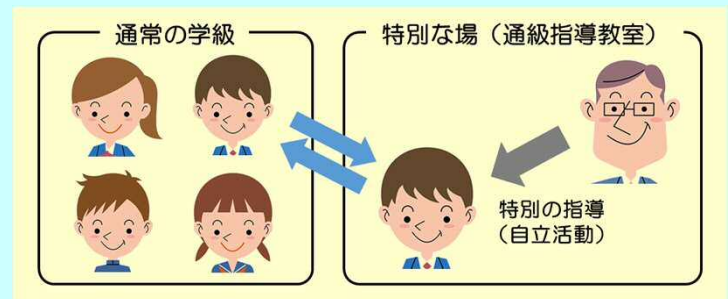 通常の学級
特別な場（通級指導教室）
特別の指導
（自立活動）